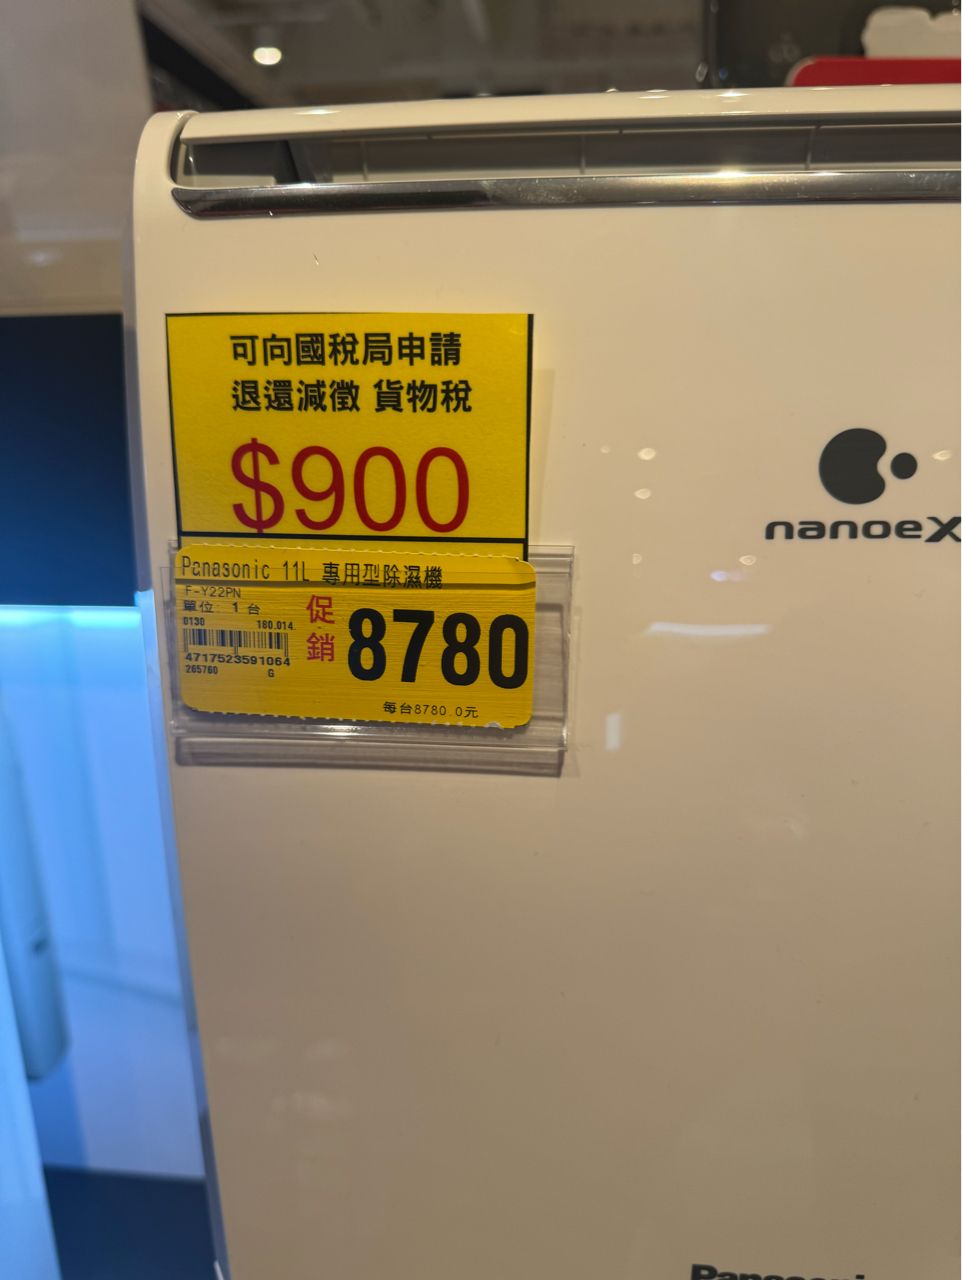 可向國稅局申請
退還減徵 貨物稅
$900
nanoeX
Panasonic 11L 專用型除濕機
F-Y22PN
單位: 1 台
0130 180.014
4717523591064
265760 G
促銷
8780
每台8780.0元
Panasonic